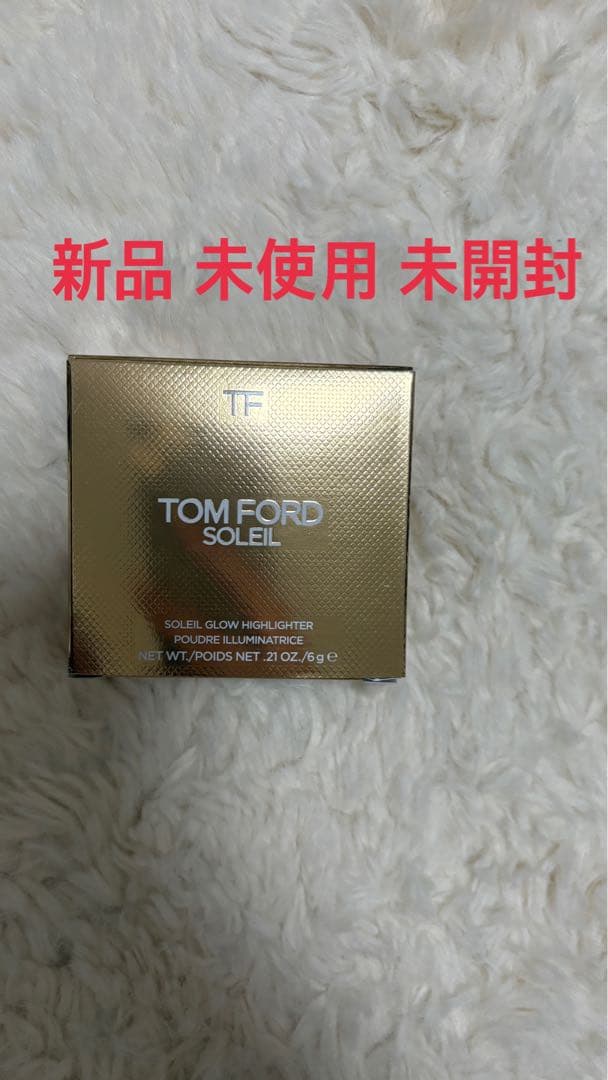 新品 未使用 未開封
TF
TOM FORD
SOLEIL
SOLEIL GLOW HIGHLIGHTER
POUDRE ILLUMINATRICE
NET WT./POIDS NET .21 OZ./6 g ℮